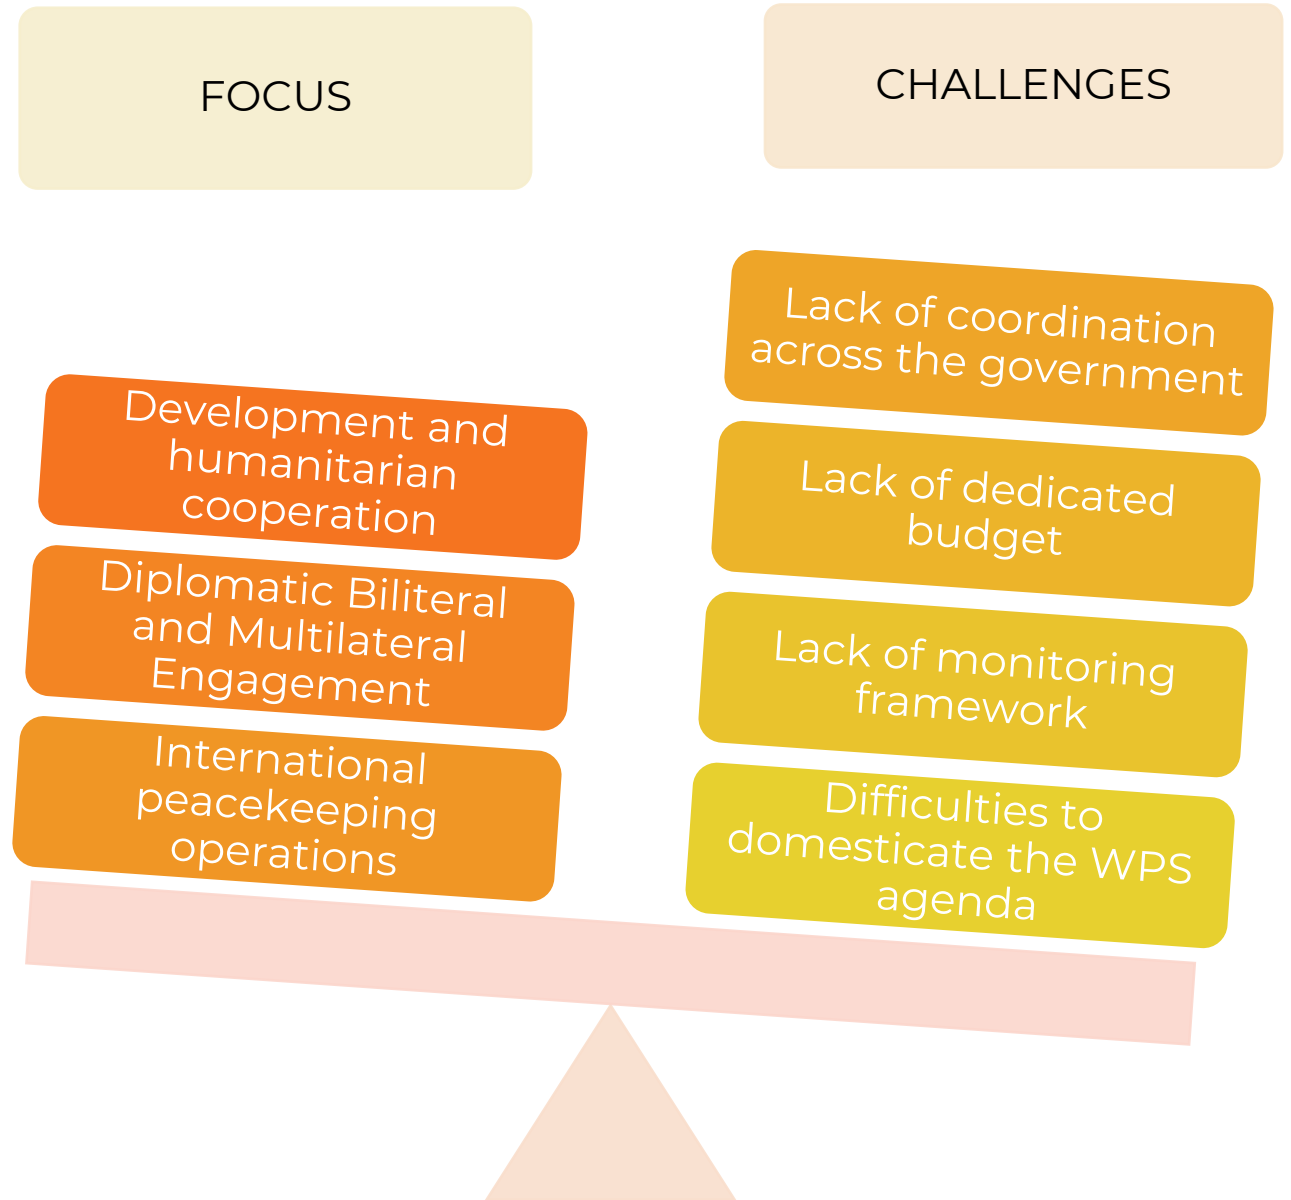 FOCUS
CHALLENGES
Development and
humanitarian
cooperation
Diplomatic Biliteral
and Multilateral
Engagement
International
peacekeeping
operations
Lack of coordination
across the government
Lack of dedicated
budget
Lack of monitoring
framework
Difficulties to
domesticate the WPS
agenda